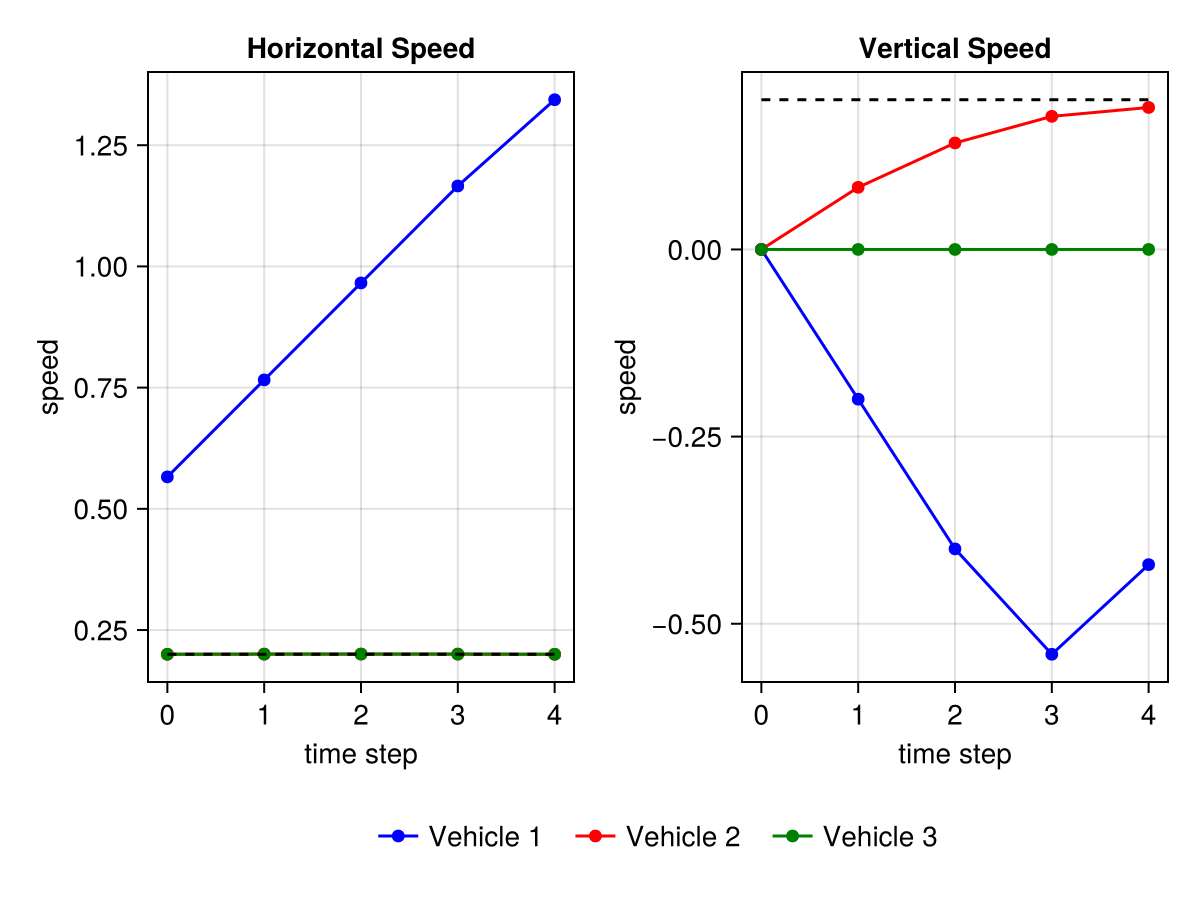 Horizontal Speed
speed
1.25
1.00
0.75
0.50
0.25
0 1 2 3 4
time step
Vertical Speed
speed
0.00
−0.25
−0.50
0 1 2 3 4
time step
Vehicle 1 Vehicle 2 Vehicle 3